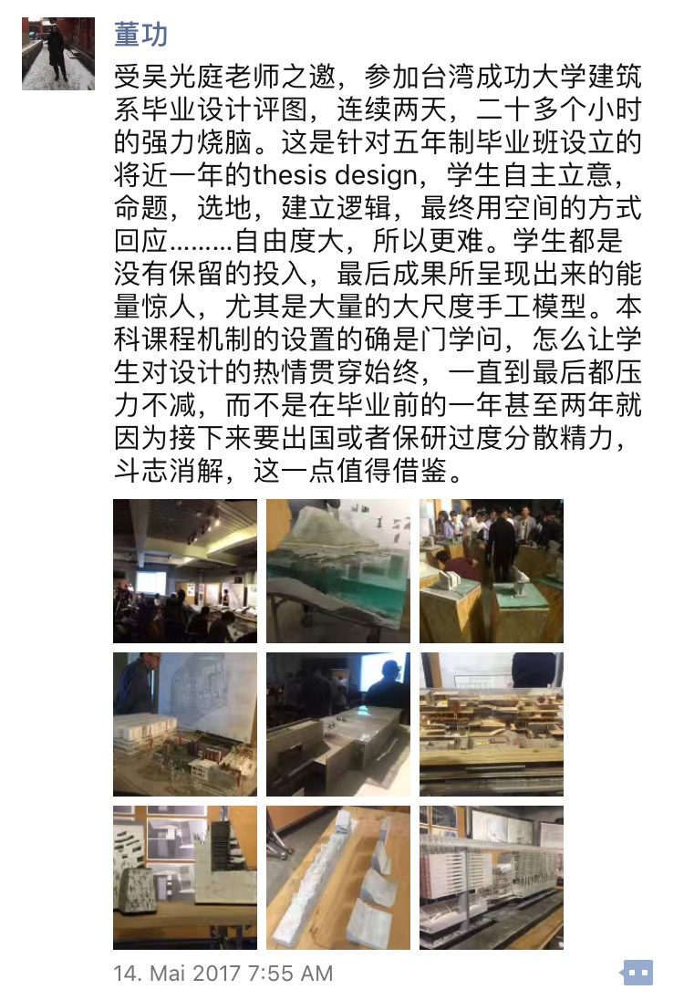 董功
受吴光庭老师之邀，参加台湾成功大学建筑
系毕业设计评图，连续两天，二十多个小时
的强力烧脑。这是针对五年制毕业班设立的
将近一年的thesis design，学生自主立意，
命题，选地，建立逻辑，最终用空间的方式
回应………自由度大，所以更难。学生都是
没有保留的投入，最后成果所呈现出来的能
量惊人，尤其是大量的大尺度手工模型。本
科课程机制的设置的确是门学问，怎么让学
生对设计的热情贯穿始终，一直到最后都压
力不减，而不是在毕业前的一年甚至两年就
因为接下来要出国或者保研过度分散精力，
斗志消解，这一点值得借鉴。
14. Mai 2017 7:55 AM